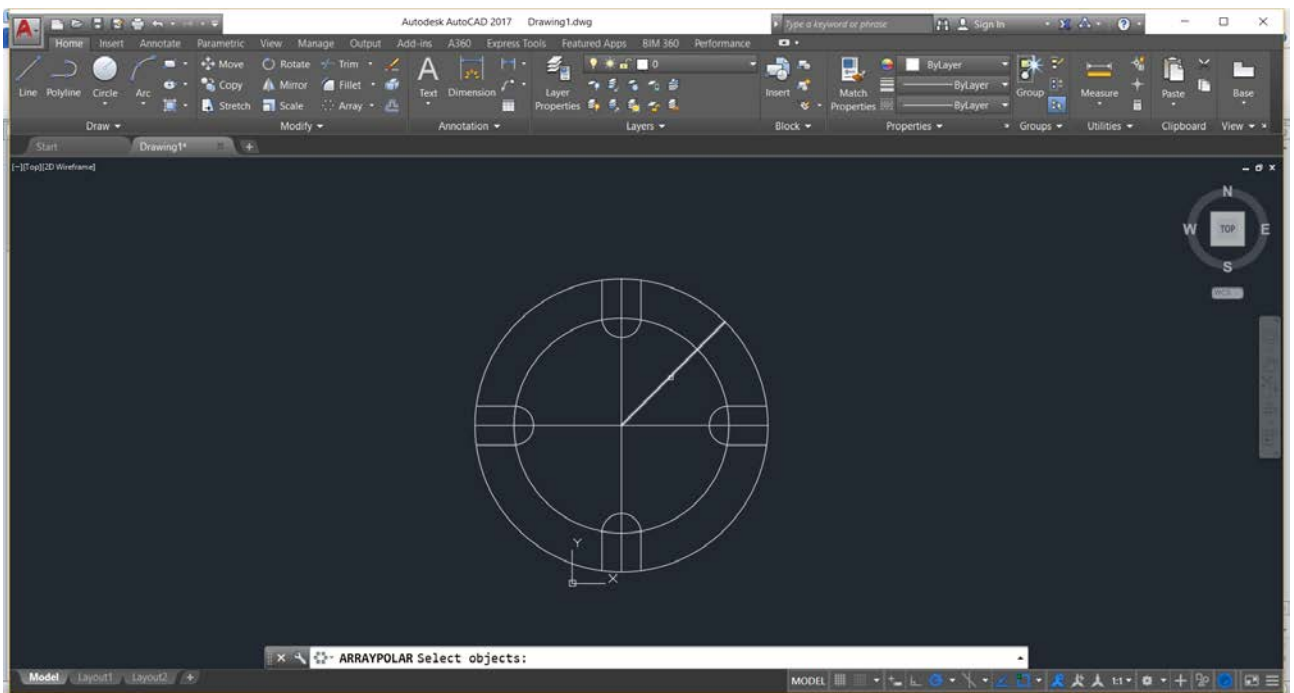 A. Autodesk AutoCAD 2017 Drawing1.dwg Type a keyword or phrase Sign In
Home Insert Annotate Parametric View Manage Output Add-ins A360 Express Tools Featured Apps BIM 360 Performance
Move Rotate Trim 0 ByLayer
Line Polyline Circle Arc Copy Mirror Fillet A Text Dimension Layer Properties Insert Match Properties ByLayer Group Measure Paste Base
Stretch Scale Array ByLayer
Draw Modify Annotation Layers Block Properties Groups Utilities Clipboard View
Start Drawing1* +
[−][Top][2D Wireframe]
N
W TOP E
S
WCS
Y
X
ARRAYPOLAR Select objects:
Model Layout1 Layout2 + MODEL 1:1